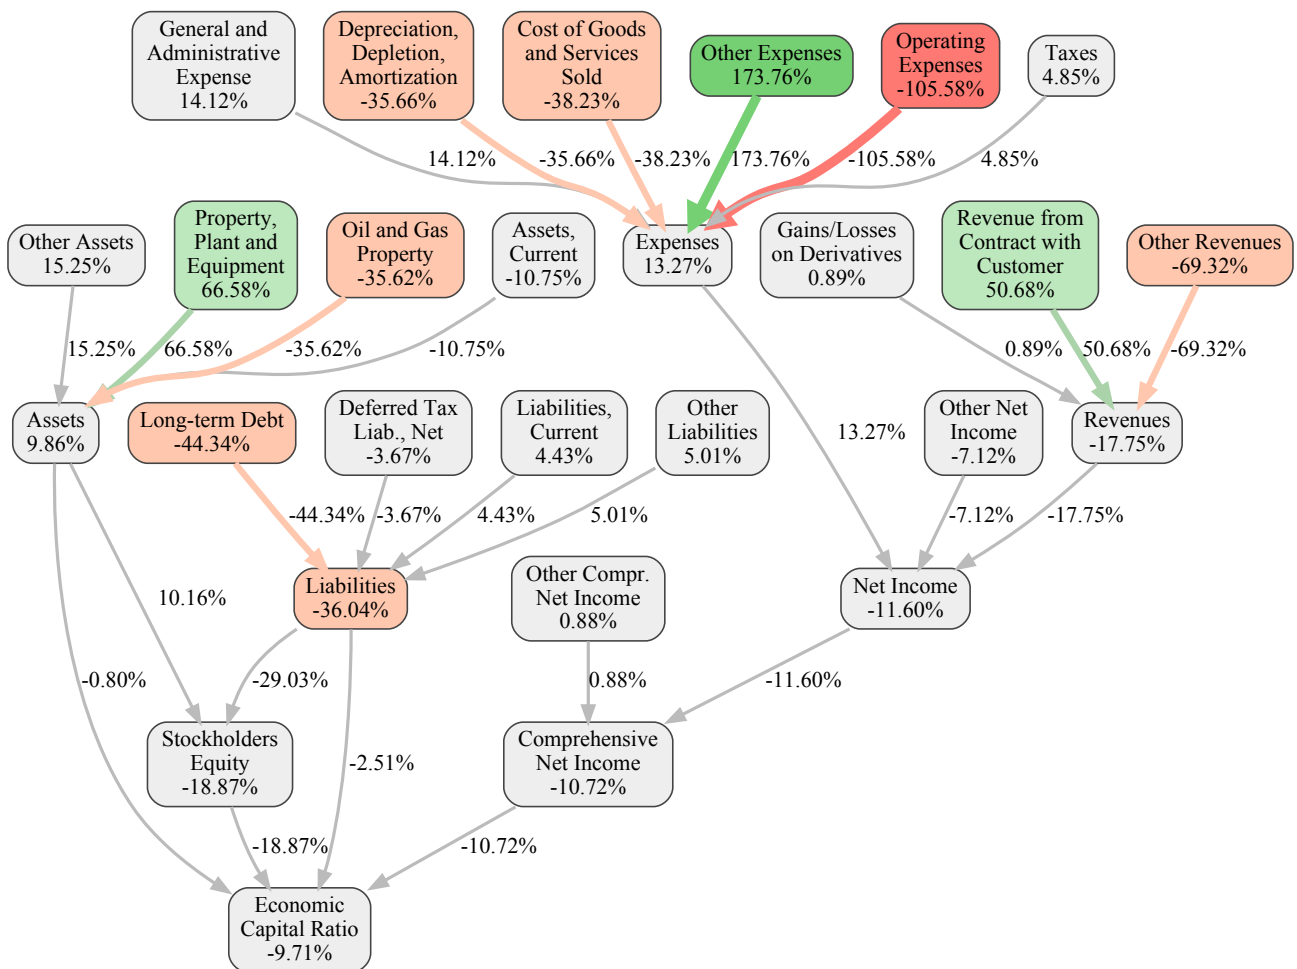 General and
Administrative
Expense
14.12%
Depreciation,
Depletion,
Amortization
-35.66%
Cost of Goods
and Services
Sold
-38.23%
Other Expenses
173.76%
Operating
Expenses
-105.58%
Taxes
4.85%
14.12%
-35.66%
-38.23%
173.76%
-105.58%
4.85%
Other Assets
15.25%
Property,
Plant and
Equipment
66.58%
Oil and Gas
Property
-35.62%
Assets,
Current
-10.75%
Expenses
13.27%
Gains/Losses
on Derivatives
0.89%
Revenue from
Contract with
Customer
50.68%
Other Revenues
-69.32%
15.25%
66.58%
-35.62%
-10.75%
0.89%
50.68%
-69.32%
Assets
9.86%
Long-term Debt
-44.34%
Deferred Tax
Liab., Net
-3.67%
Liabilities,
Current
4.43%
Other
Liabilities
5.01%
13.27%
Other Net
Income
-7.12%
Revenues
-17.75%
-44.34%
-3.67%
4.43%
5.01%
-7.12%
-17.75%
10.16%
Liabilities
-36.04%
Other Compr.
Net Income
0.88%
Net Income
-11.60%
-0.80%
-29.03%
0.88%
-11.60%
Stockholders
Equity
-18.87%
-2.51%
Comprehensive
Net Income
-10.72%
-18.87%
-10.72%
Economic
Capital Ratio
-9.71%